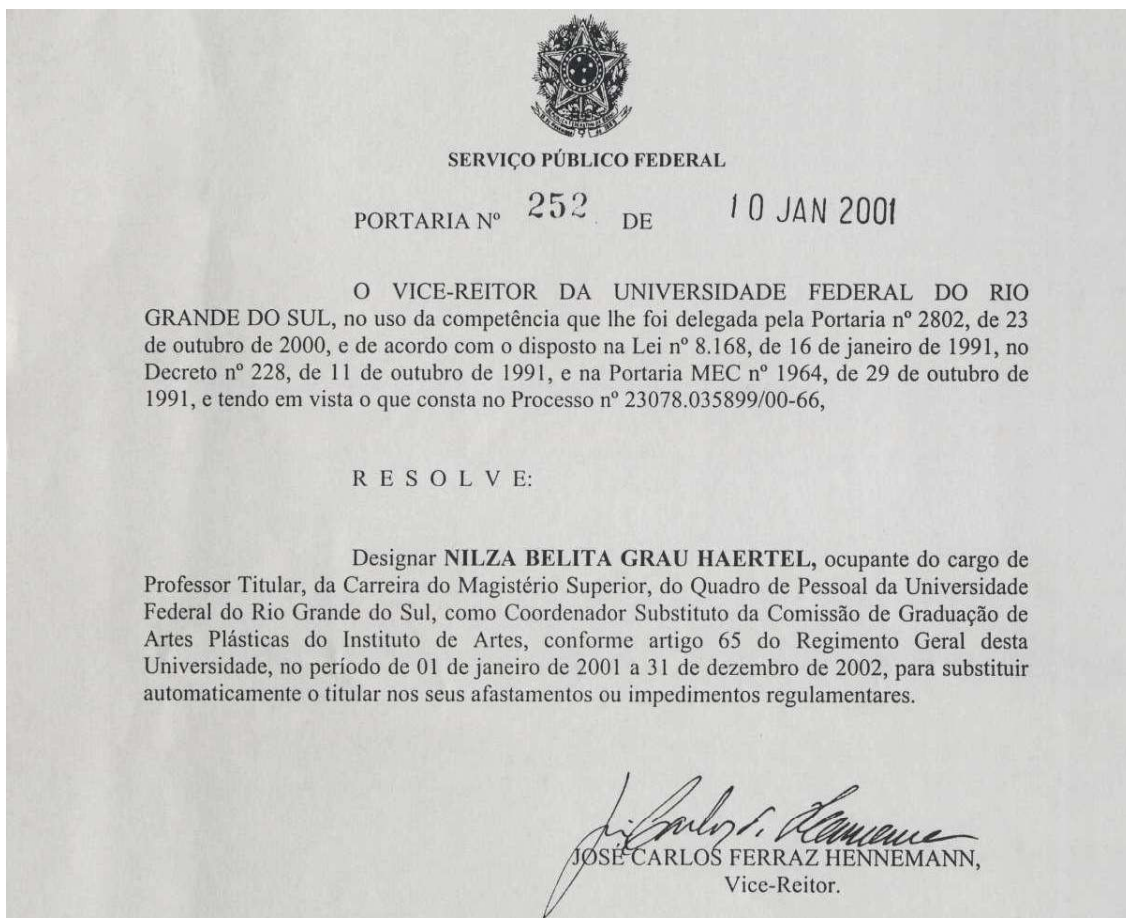 SERVIÇO PÚBLICO FEDERAL
PORTARIA Nº 252 DE 10 JAN 2001
O VICE-REITOR DA UNIVERSIDADE FEDERAL DO RIO
GRANDE DO SUL, no uso da competência que lhe foi delegada pela Portaria nº 2802, de 23
de outubro de 2000, e de acordo com o disposto na Lei nº 8.168, de 16 de janeiro de 1991, no
Decreto nº 228, de 11 de outubro de 1991, e na Portaria MEC nº 1964, de 29 de outubro de
1991, e tendo em vista o que consta no Processo nº 23078.035899/00-66,
R E S O L V E:
Designar NILZA BELITA GRAU HAERTEL, ocupante do cargo de
Professor Titular, da Carreira do Magistério Superior, do Quadro de Pessoal da Universidade
Federal do Rio Grande do Sul, como Coordenador Substituto da Comissão de Graduação de
Artes Plásticas do Instituto de Artes, conforme artigo 65 do Regimento Geral desta
Universidade, no período de 01 de janeiro de 2001 a 31 de dezembro de 2002, para substituir
automaticamente o titular nos seus afastamentos ou impedimentos regulamentares.
JOSÉ CARLOS FERRAZ HENNEMANN,
Vice-Reitor.